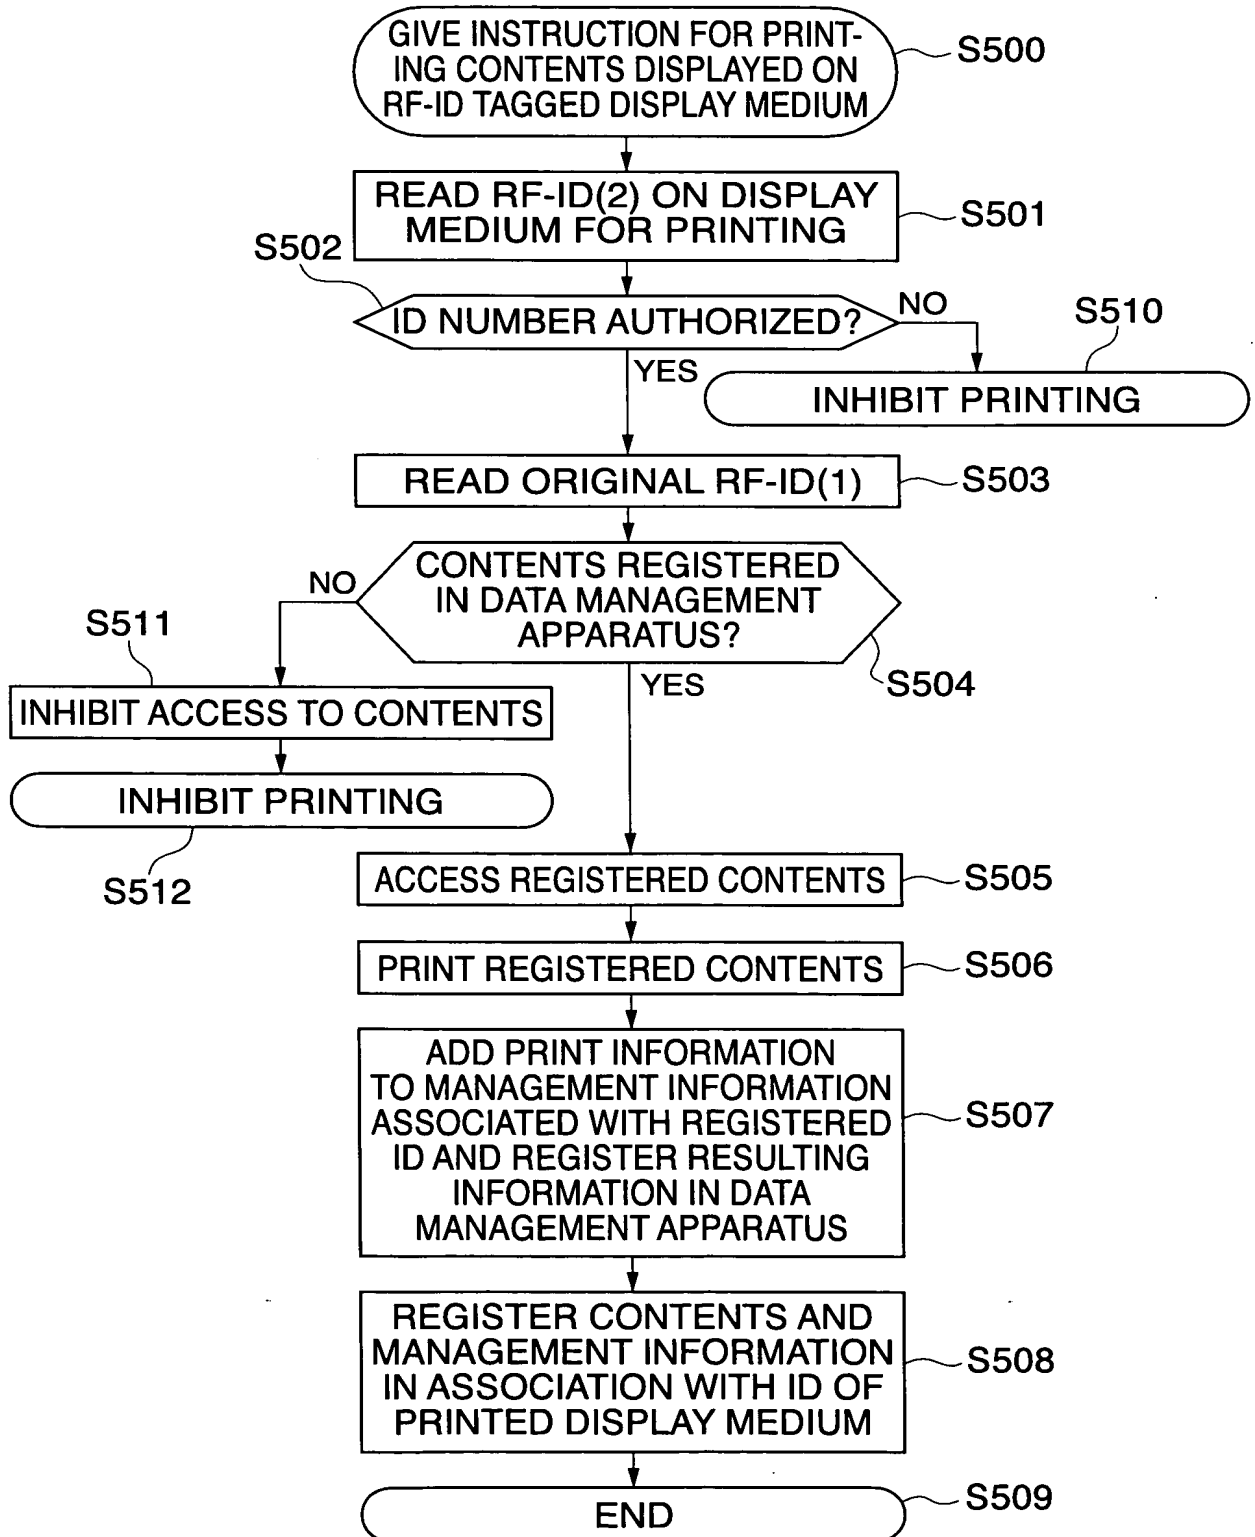 GIVE INSTRUCTION FOR PRINT-
ING CONTENTS DISPLAYED ON
RF-ID TAGGED DISPLAY MEDIUM
S500
READ RF-ID(2) ON DISPLAY
MEDIUM FOR PRINTING
S501
S502
ID NUMBER AUTHORIZED?
NO
S510
YES
INHIBIT PRINTING
READ ORIGINAL RF-ID(1)
S503
CONTENTS REGISTERED
IN DATA MANAGEMENT
APPARATUS?
NO
S511
YES
S504
INHIBIT ACCESS TO CONTENTS
INHIBIT PRINTING
S512
ACCESS REGISTERED CONTENTS
S505
PRINT REGISTERED CONTENTS
S506
ADD PRINT INFORMATION
TO MANAGEMENT INFORMATION
ASSOCIATED WITH REGISTERED
ID AND REGISTER RESULTING
INFORMATION IN DATA
MANAGEMENT APPARATUS
S507
REGISTER CONTENTS AND
MANAGEMENT INFORMATION
IN ASSOCIATION WITH ID OF
PRINTED DISPLAY MEDIUM
S508
END
S509